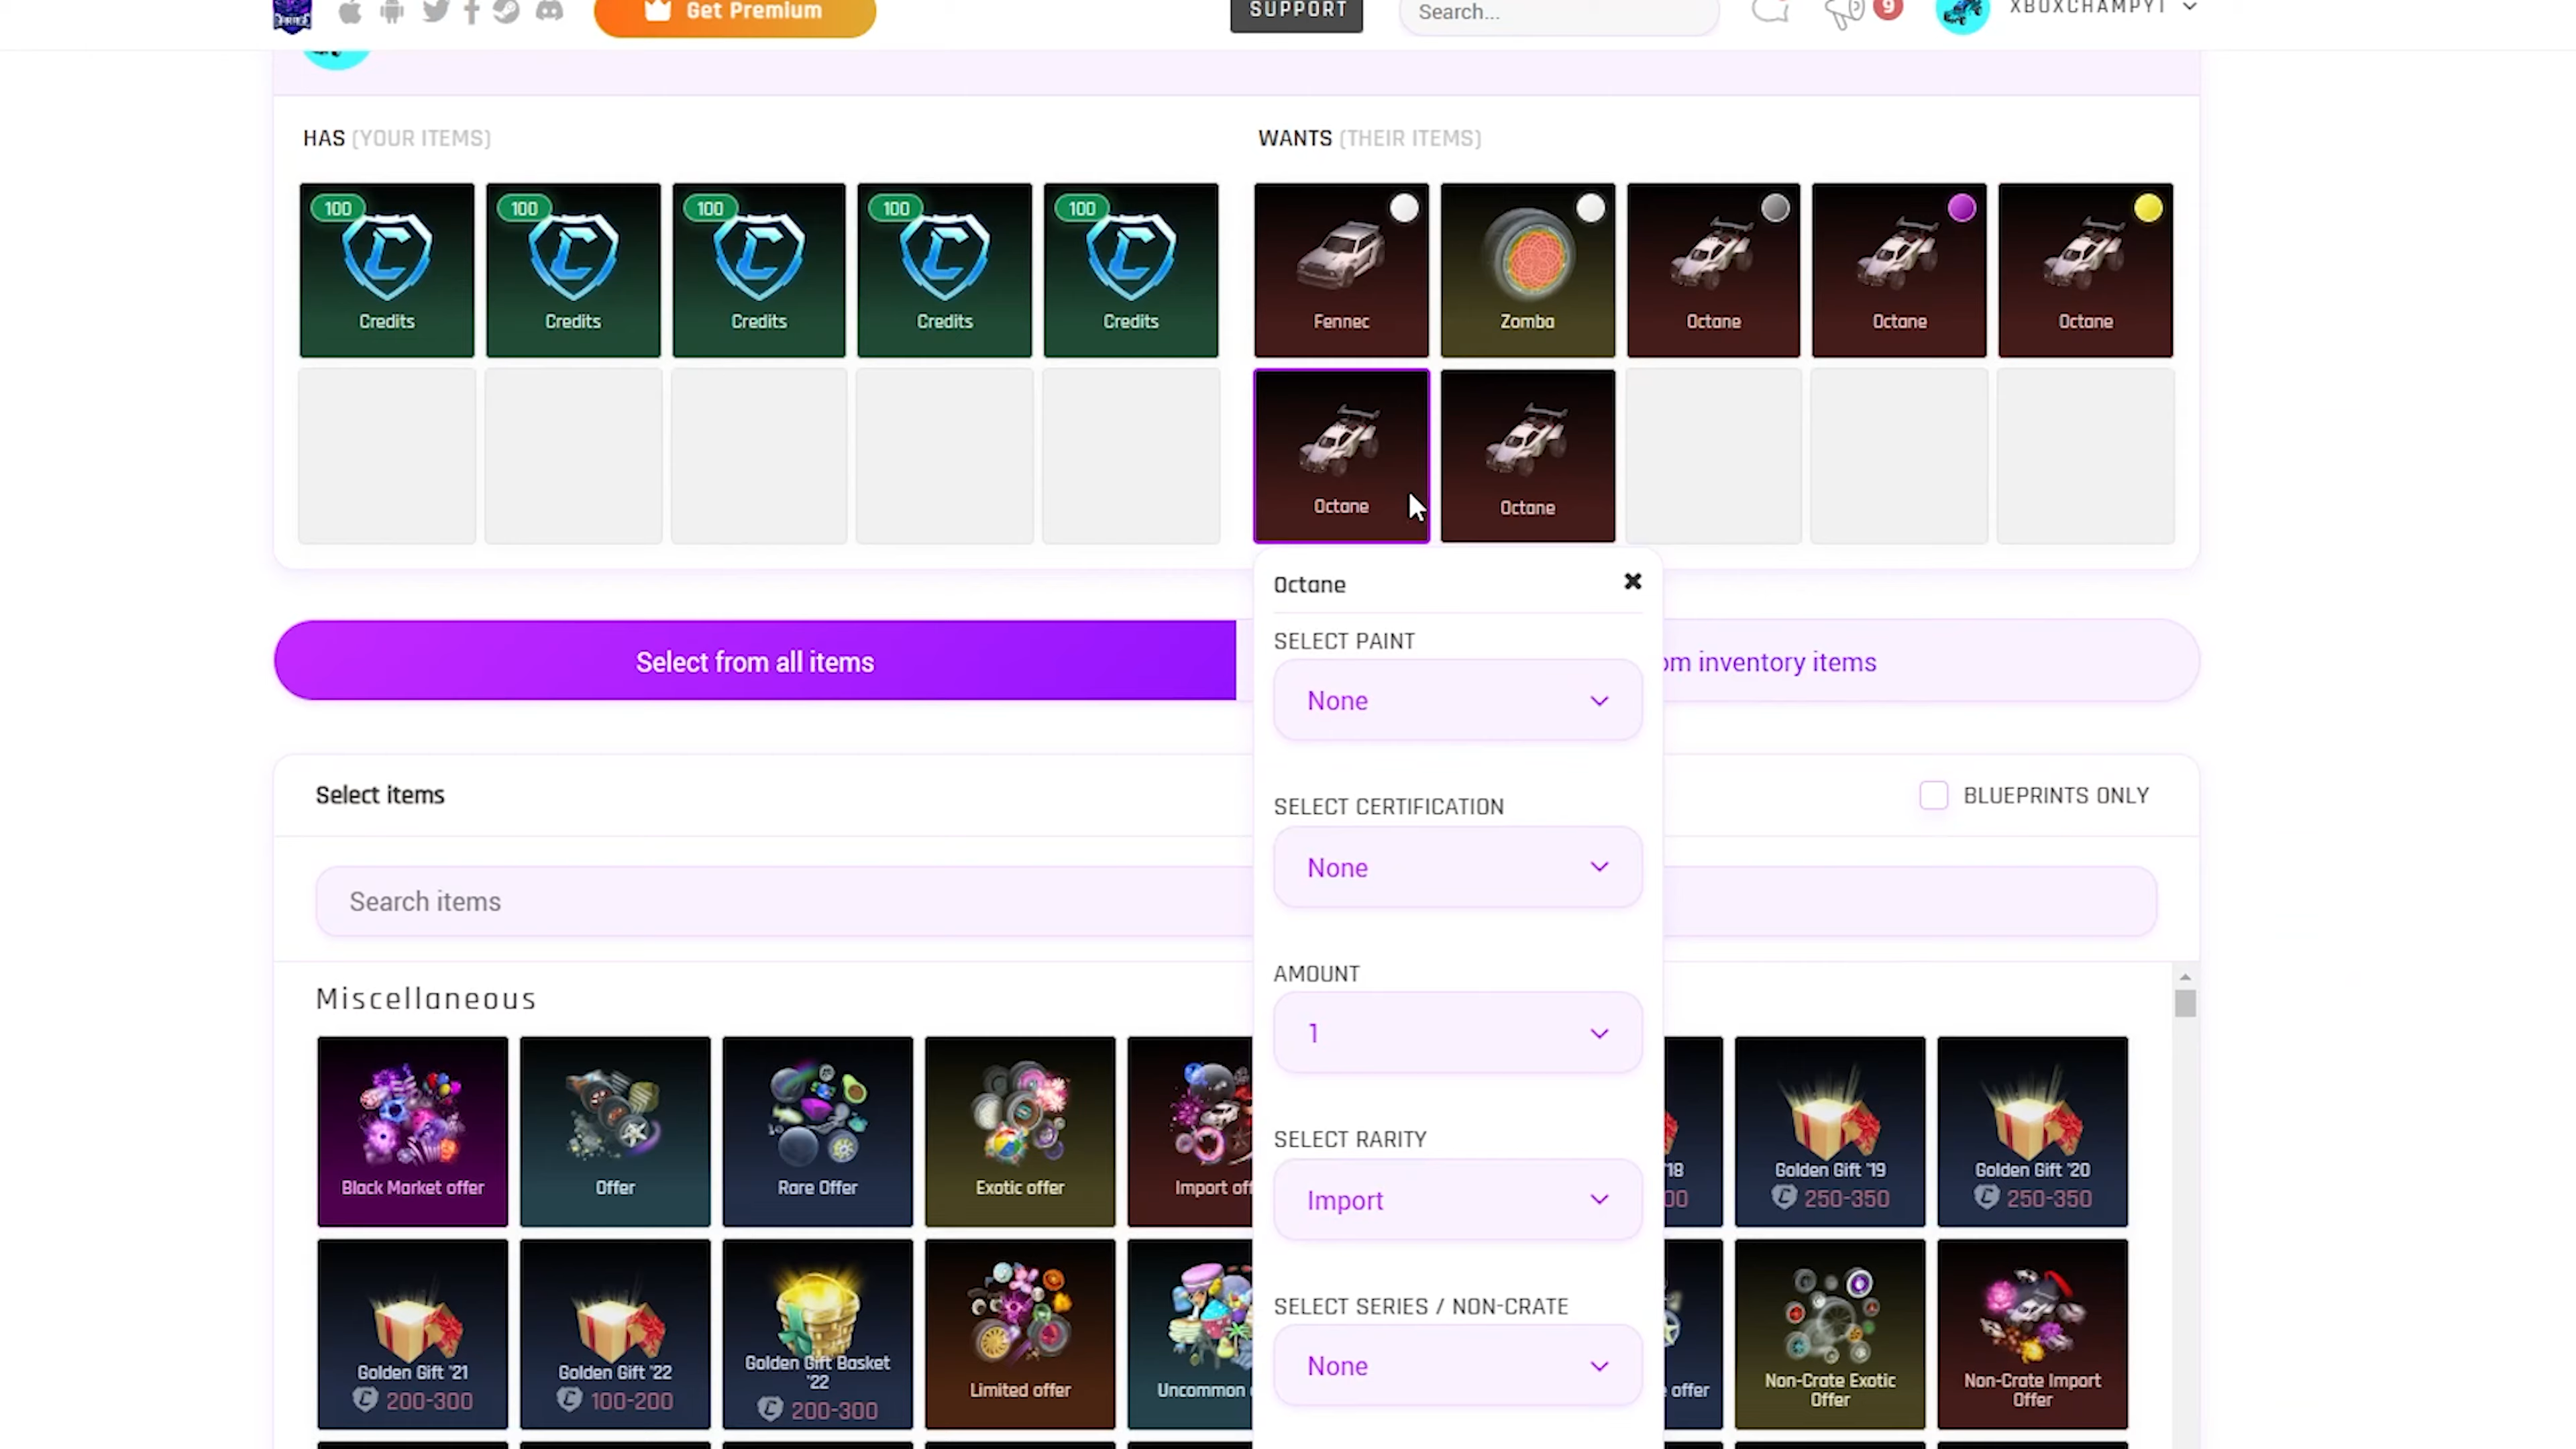 GARAGE
Get Premium
SUPPORT
Search...
9
XBOXCHAMPYT
HAS (YOUR ITEMS)
WANTS (THEIR ITEMS)
100
100
100
100
100
Credits
Credits
Credits
Credits
Credits
Fennec
Zomba
Octane
Octane
Octane
Octane
Octane
Octane
SELECT PAINT
None
SELECT CERTIFICATION
None
AMOUNT
1
SELECT RARITY
Import
SELECT SERIES / NON-CRATE
None
Select from all items
om inventory items
Select items
BLUEPRINTS ONLY
Search items
Miscellaneous
Black Market offer
Offer
Rare Offer
Exotic offer
Import off
'18
00
Golden Gift '19
250-350
Golden Gift '20
250-350
Golden Gift '21
200-300
Golden Gift '22
100-200
Golden Gift Basket
'22
200-300
Limited offer
Uncommon
offer
Non-Crate Exotic
Offer
Non-Crate Import
Offer